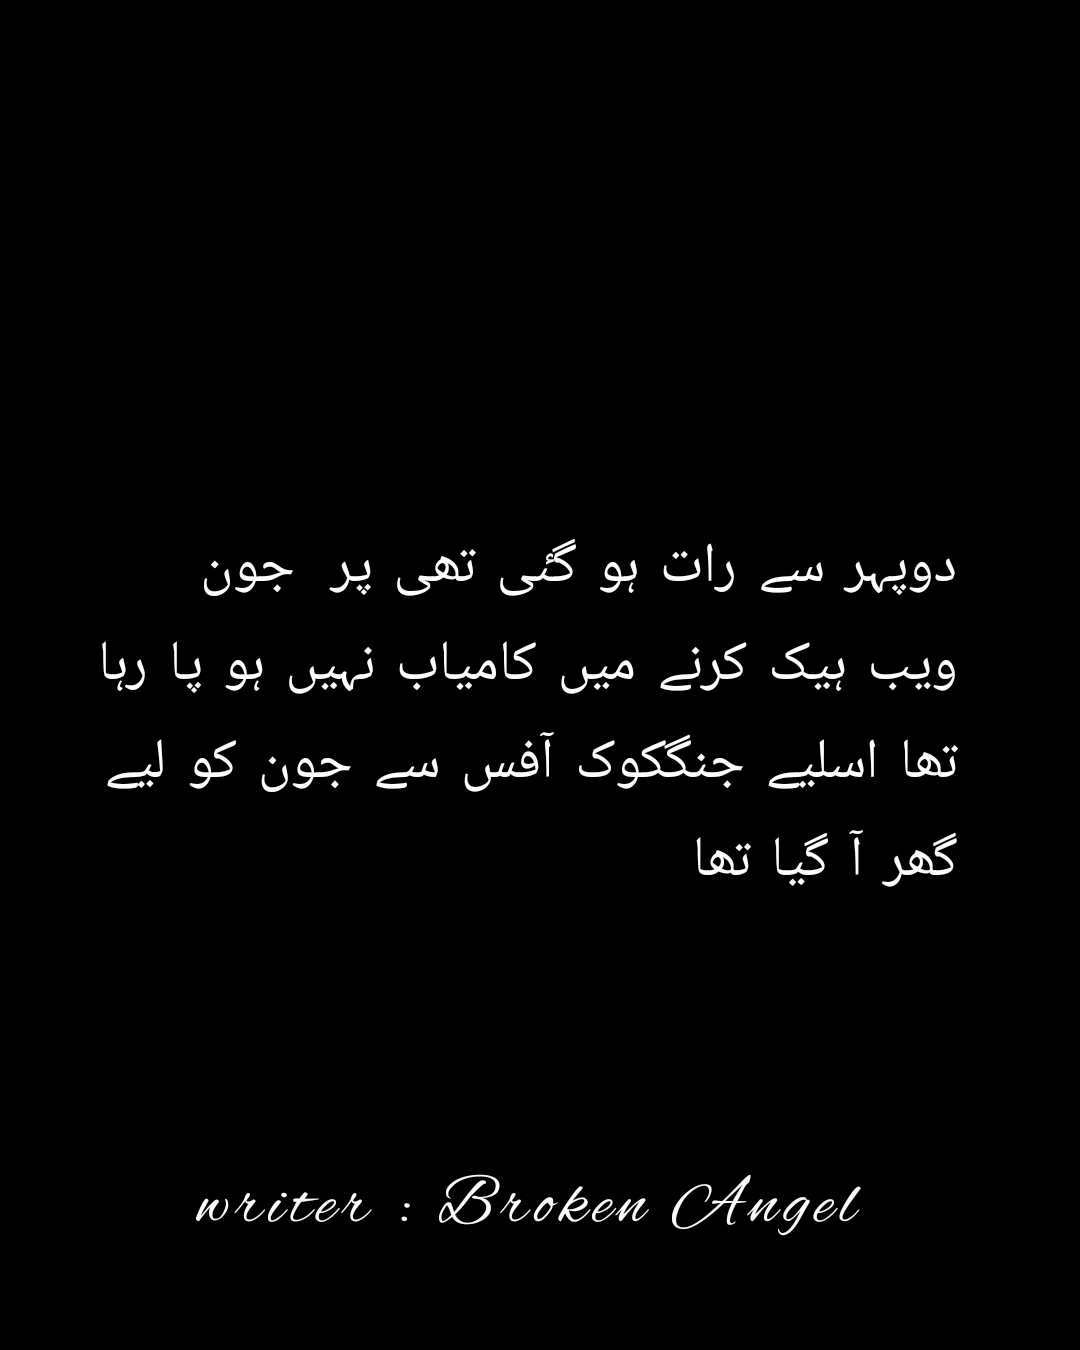 دوپہر سے رات ہو گئی تھی پر جون
ویب ہیک کرنے میں کامیاب نہیں ہو پا رہا
تھا اسلیے جنگکوک آفس سے جون کو لیے
گھر آ گیا تھا
writer : Broken Angel